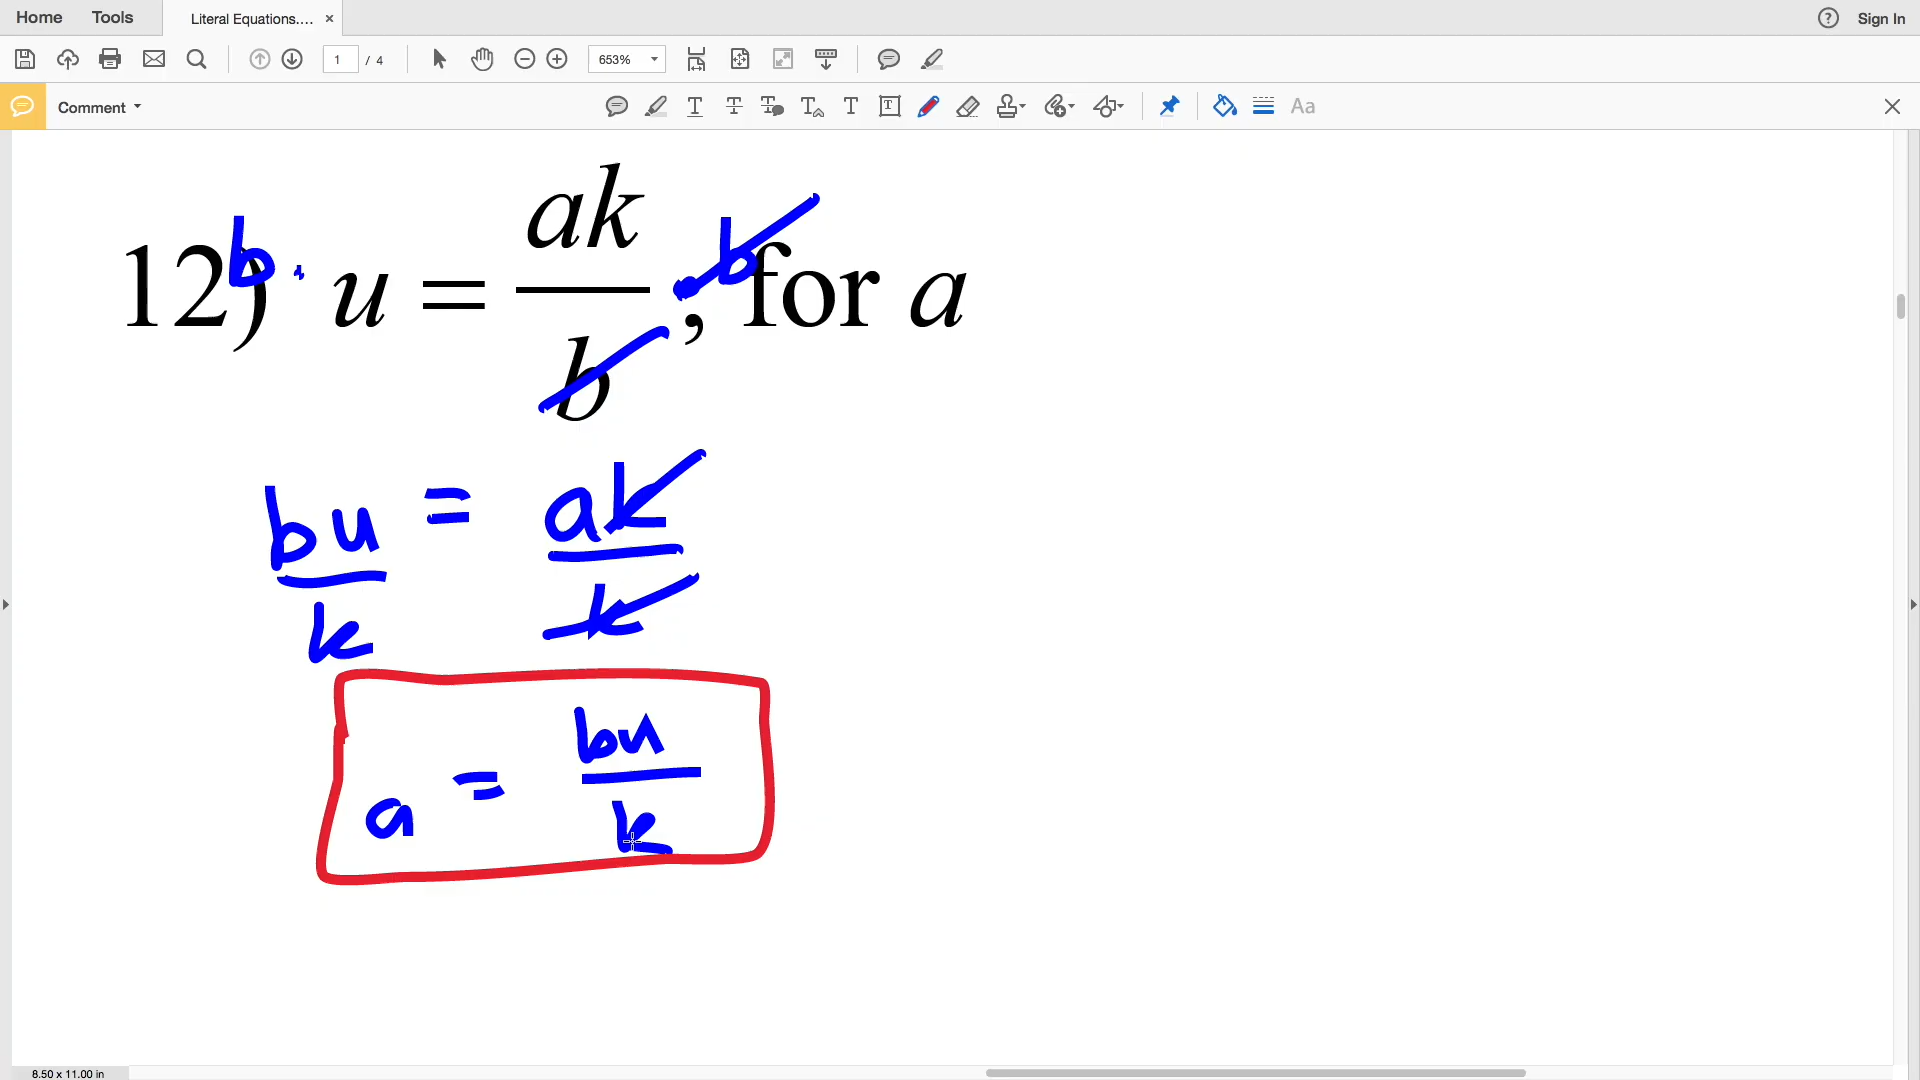 Home Tools Literal Equations.... × ? Sign In
1 / 4 653%
Comment Aa
12) u = ak/b, for a
b · · b
bu = ak
k k
a = bu/k
8.50 x 11.00 in